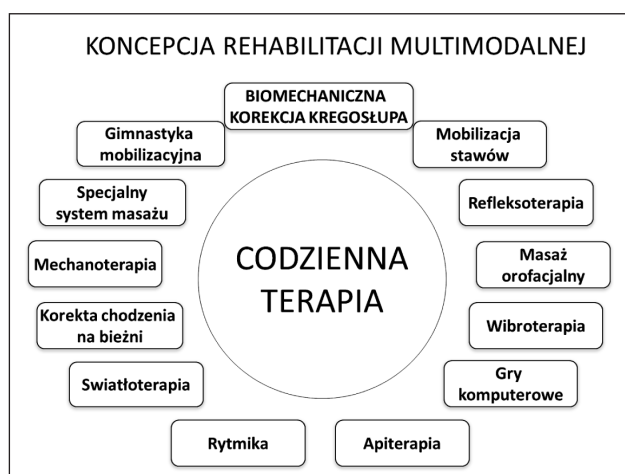 KONCEPCJA REHABILITACJI MULTIMODALNEJ
BIOMECHANICZNA
KOREKCJA KREGOSŁUPA
Gimnastyka
mobilizacyjna
Mobilizacja
stawów
Specjalny
system masażu
Refleksoterapia
Mechanoterapia
CODZIENNA
TERAPIA
Masaż
orofacjalny
Korekta chodzenia
na bieżni
Wibroterapia
Swiatłoterapia
Gry
komputerowe
Rytmika
Apiterapia